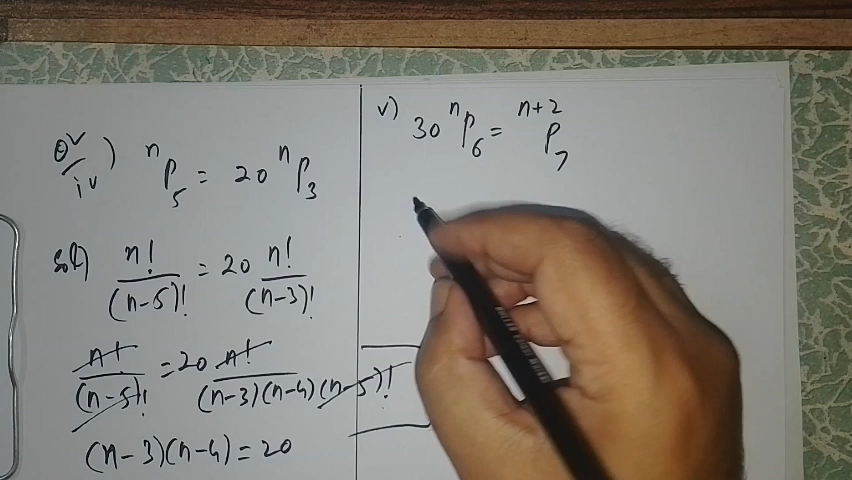 Qv/iv) ⁿP₅ = 20 ⁿP₃
sol) n!/(n-5)! = 20 n!/(n-3)!
n!/(n-5)! = 20 n!/(n-3)(n-4)(n-5)!
(n-3)(n-4) = 20
v) 30 ⁿP₆ = ⁿ⁺²P₇